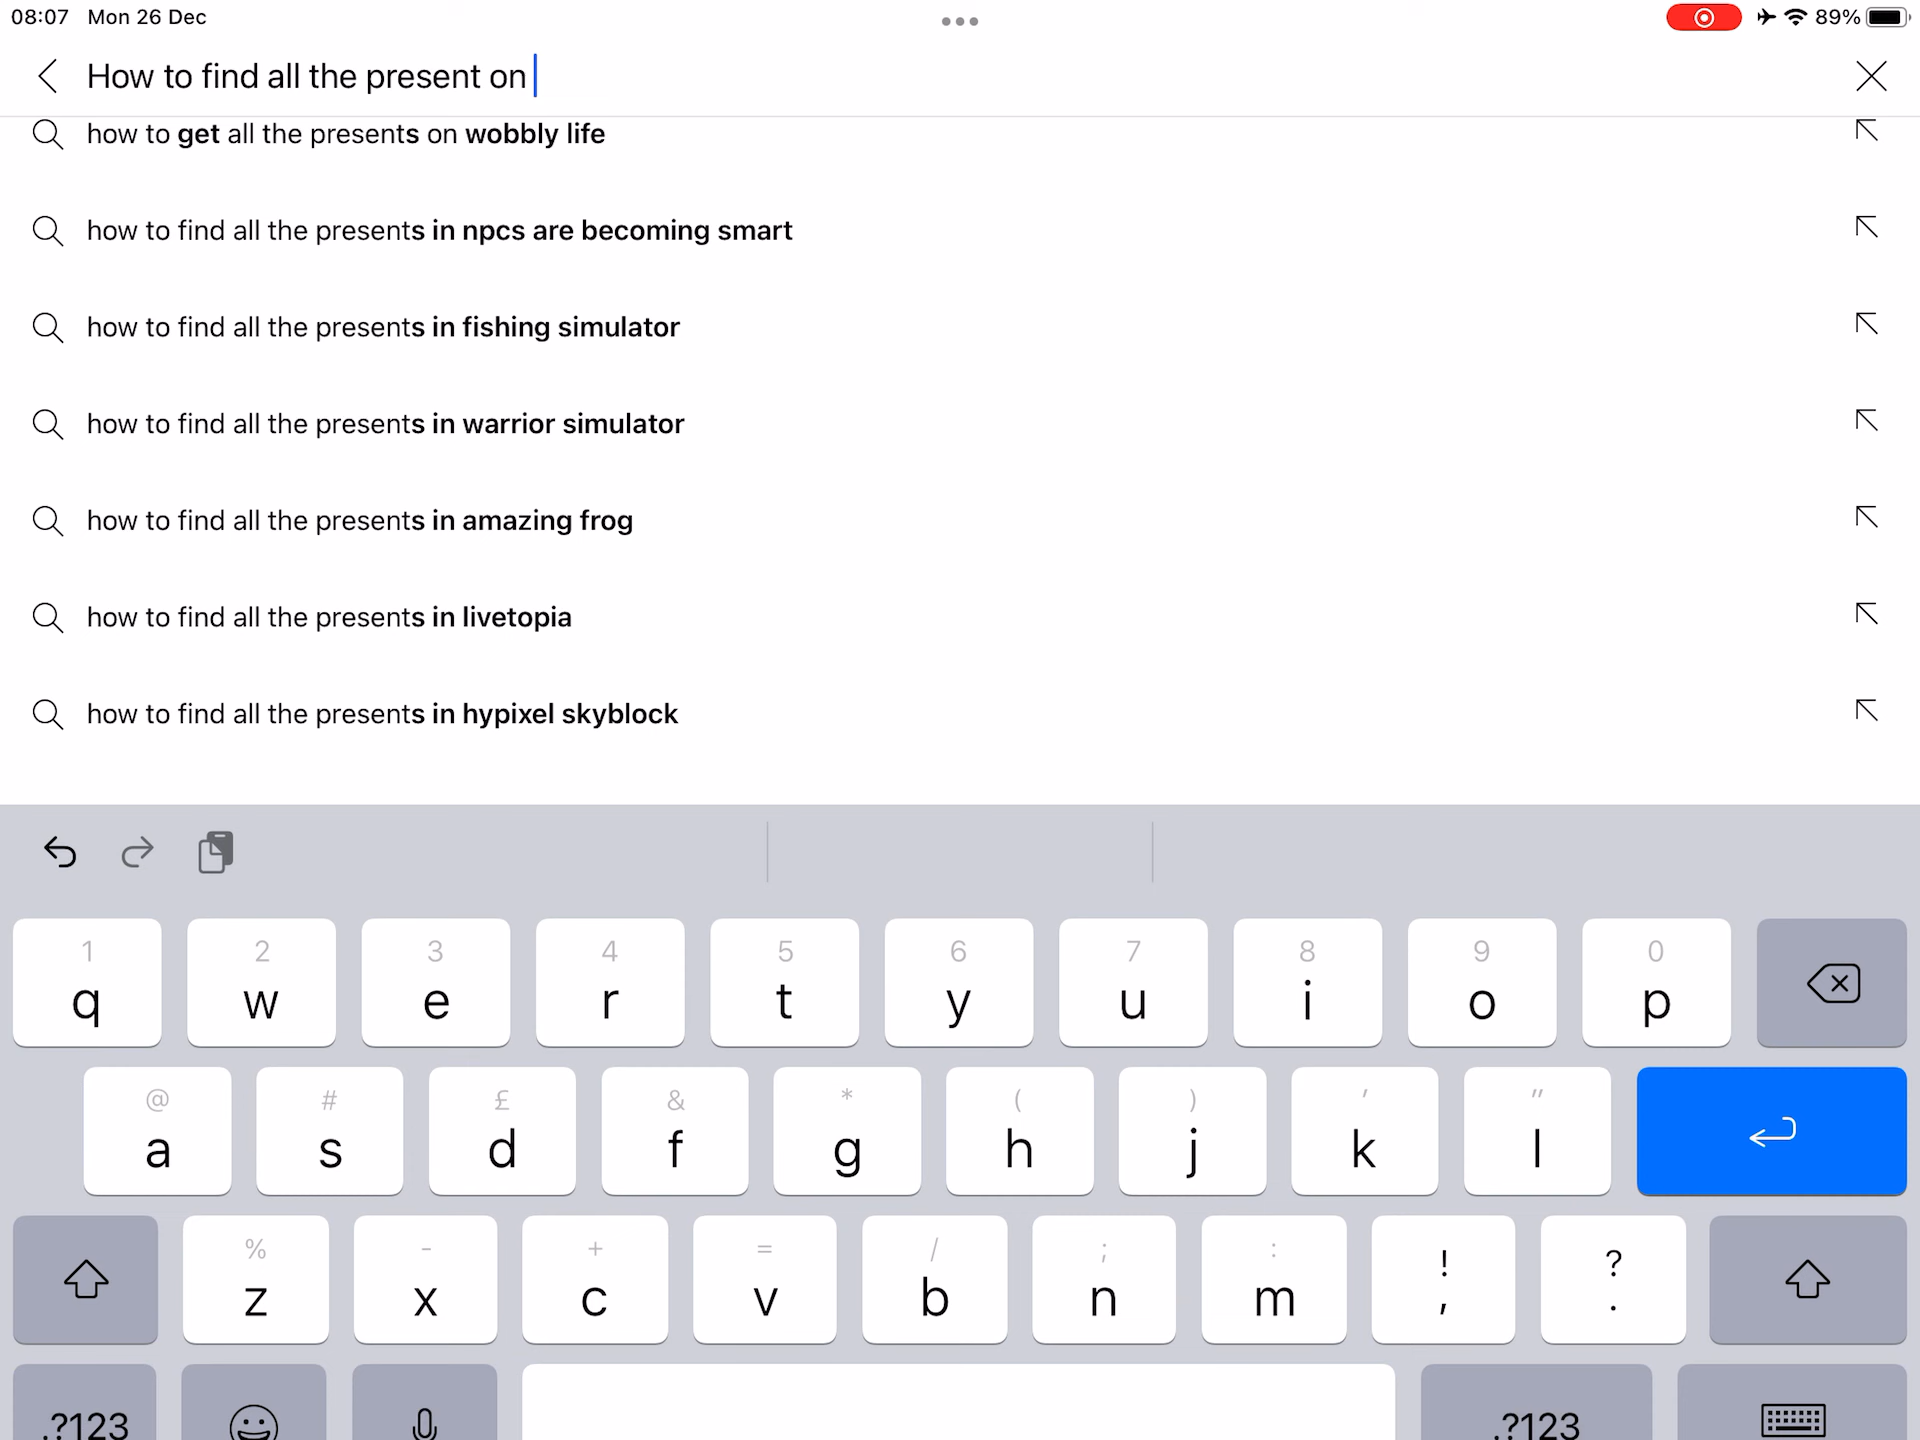 08:07 Mon 26 Dec 89%
How to find all the present on
how to get all the presents on wobbly life
how to find all the presents in npcs are becoming smart
how to find all the presents in fishing simulator
how to find all the presents in warrior simulator
how to find all the presents in amazing frog
how to find all the presents in livetopia
how to find all the presents in hypixel skyblock
1 2 3 4 5 6 7 8 9 0
q w e r t y u i o p
@ # £ & * ( ) ' "
a s d f g h j k l
% - + = / ; : ! ?
z x c v b n m , .
.?123 .?123